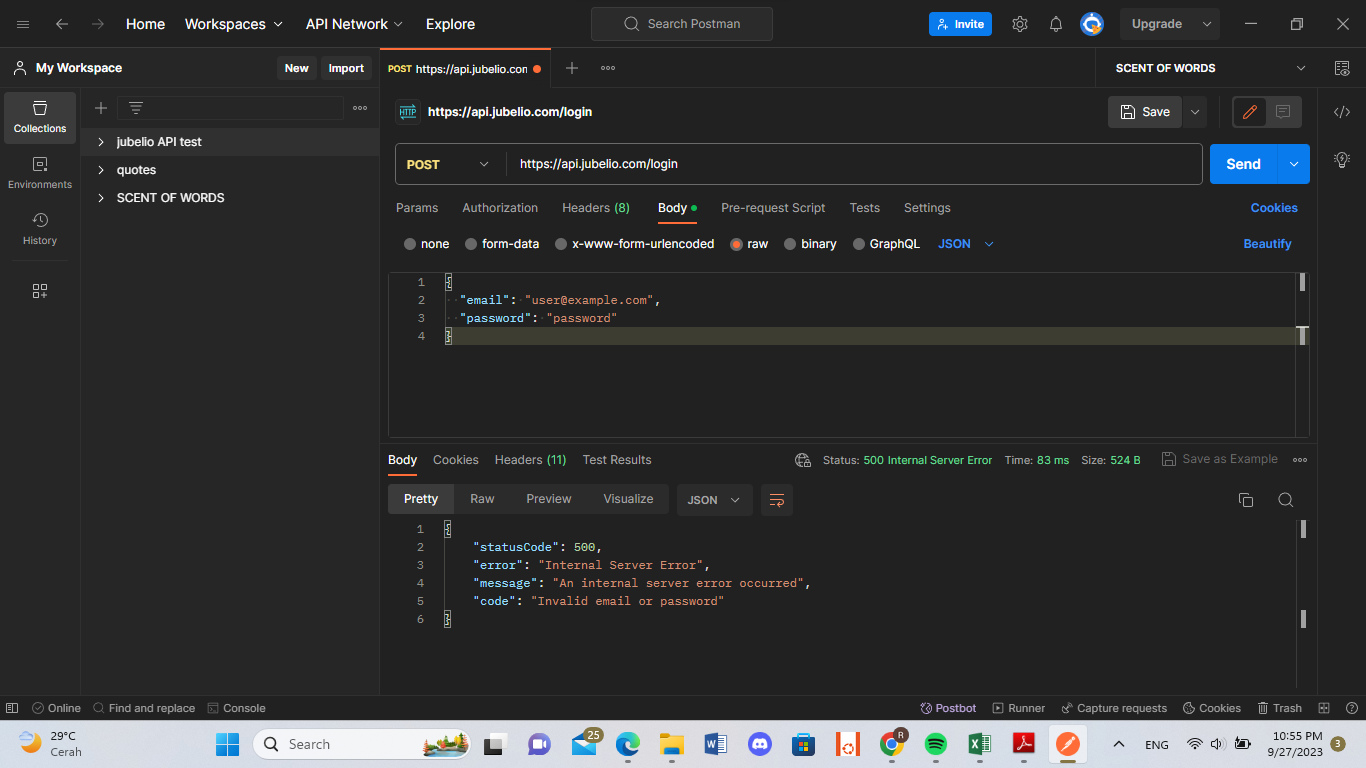 Home Workspaces API Network Explore Search Postman Invite Upgrade
My Workspace New Import POST https://api.jubelio.con SCENT OF WORDS
Collections
Environments
History
jubelio API test
quotes
SCENT OF WORDS
HTTP https://api.jubelio.com/login Save
POST https://api.jubelio.com/login Send
Params Authorization Headers (8) Body Pre-request Script Tests Settings Cookies
none form-data x-www-form-urlencoded raw binary GraphQL JSON Beautify
1 {
2 "email": "user@example.com",
3 "password": "password"
4 }
Body Cookies Headers (11) Test Results Status: 500 Internal Server Error Time: 83 ms Size: 524 B Save as Example
Pretty Raw Preview Visualize JSON
1 {
2 "statusCode": 500,
3 "error": "Internal Server Error",
4 "message": "An internal server error occurred",
5 "code": "Invalid email or password"
6 }
Online Find and replace Console Postbot Runner Capture requests Cookies Trash
29°C
Cerah
Search
25
R
ENG
10:55 PM
9/27/2023
3